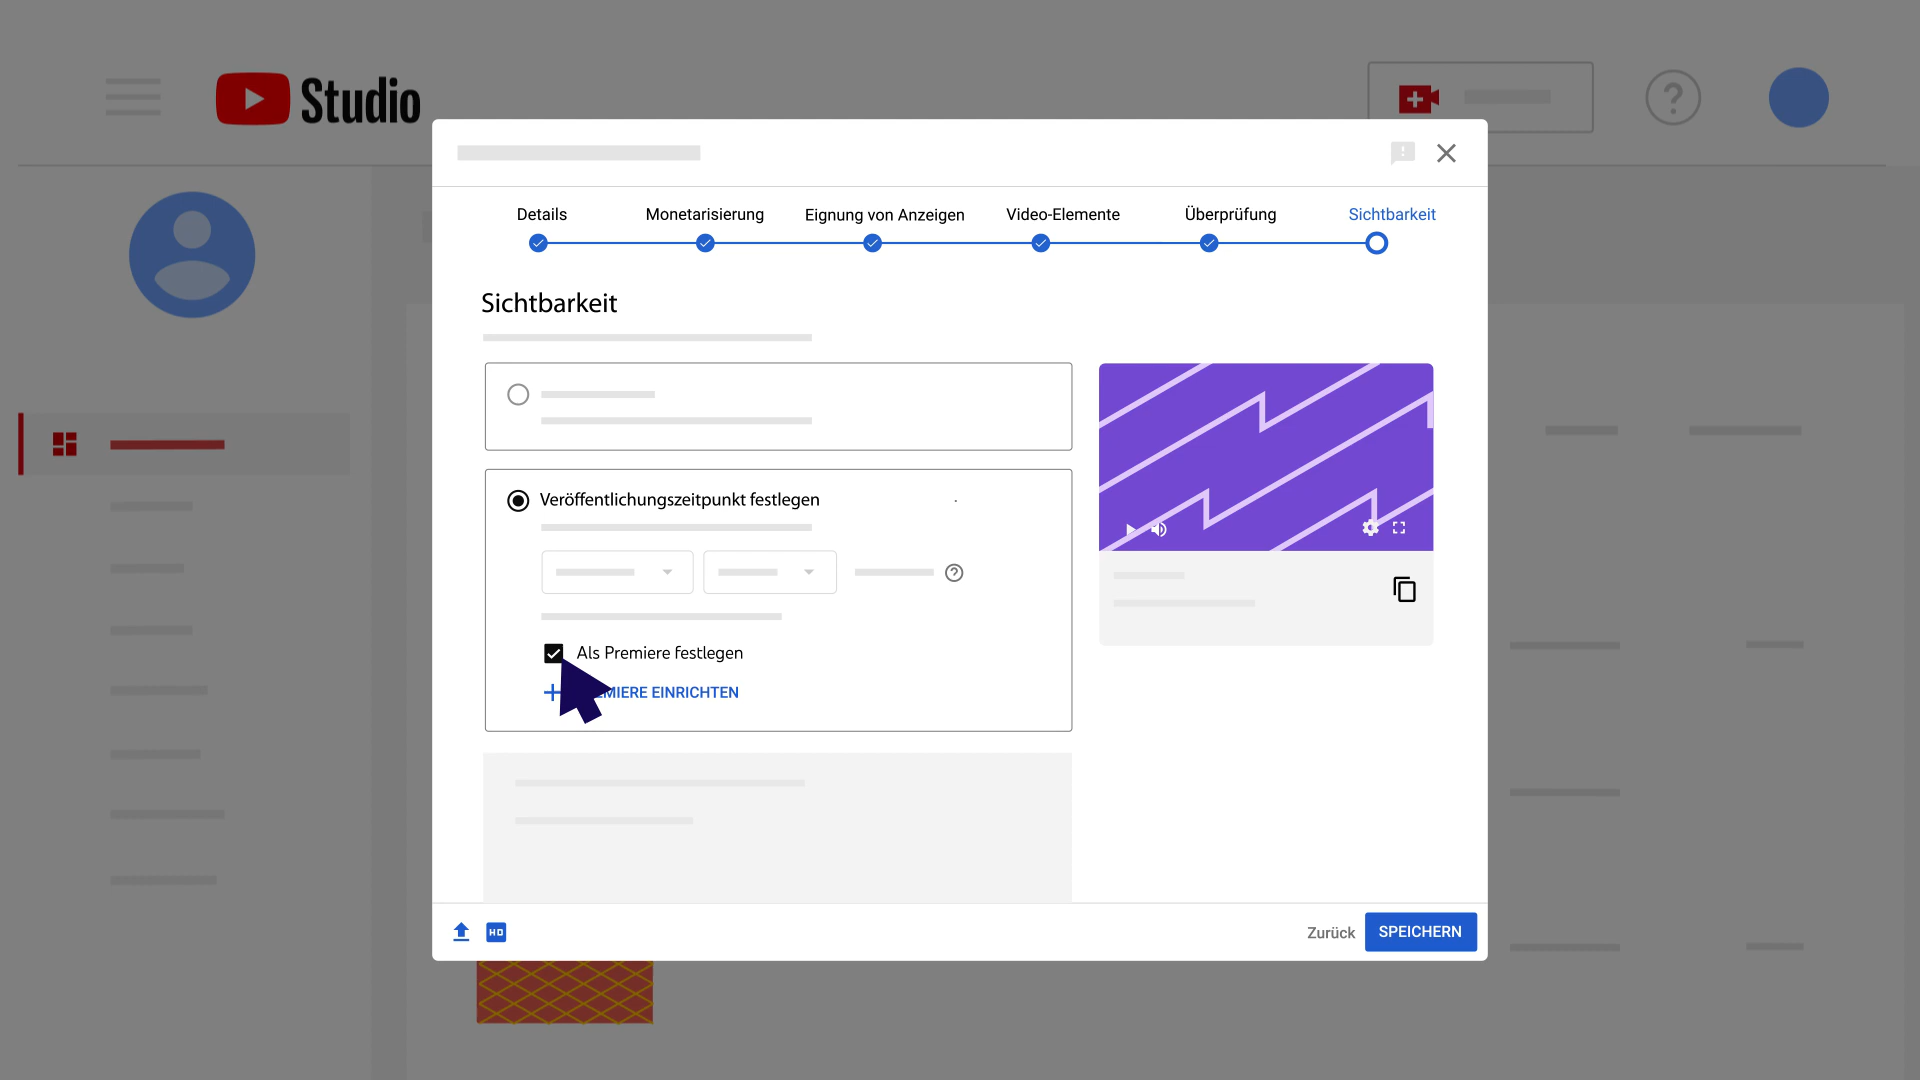 Studio
Details Monetarisierung Eignung von Anzeigen Video-Elemente Überprüfung Sichtbarkeit
Sichtbarkeit
Veröffentlichungszeitpunkt festlegen
Als Premiere festlegen
EINRICHTEN
HD
Zurück SPEICHERN